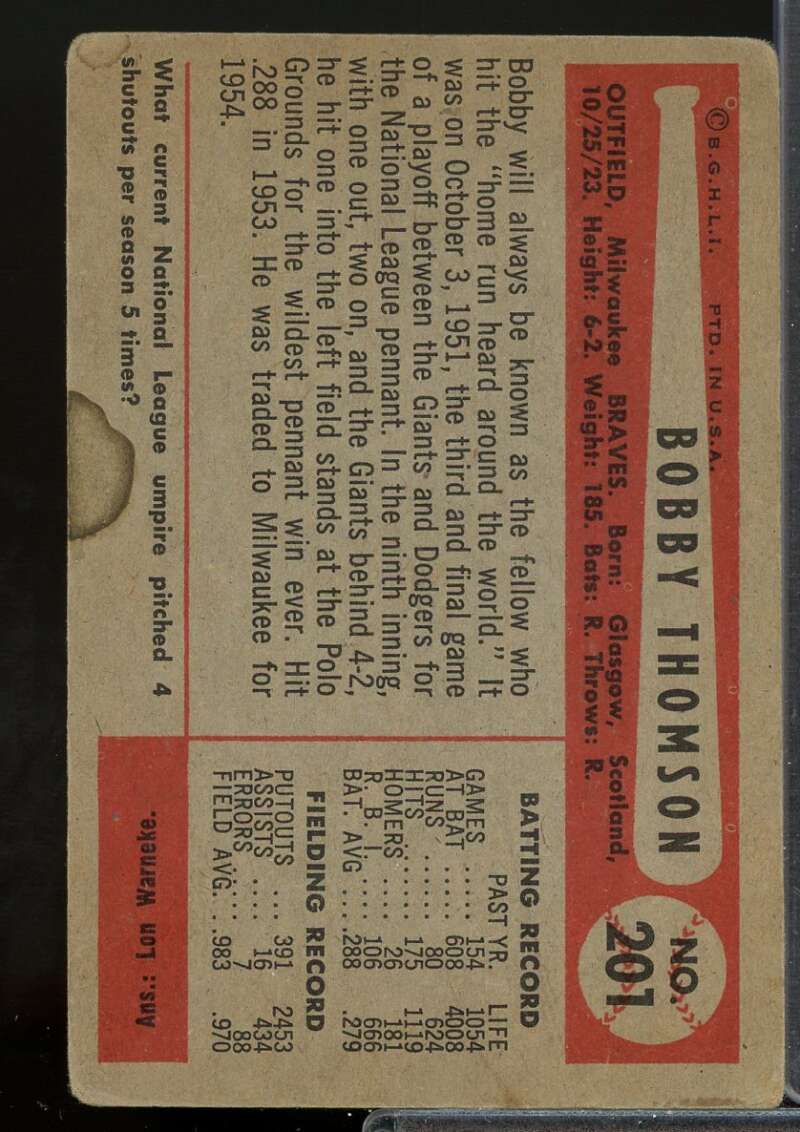 © B.G.H.L.I. PTD. IN U.S.A.
BOBBY THOMSON
NO.
201
OUTFIELD, Milwaukee BRAVES. Born: Glasgow, Scotland,
10/25/23. Height: 6-2. Weight: 185. Bats: R. Throws: R.
Bobby will always be known as the fellow who
hit the "home run heard around the world." It
was on October 3, 1951, the third and final game
of a playoff between the Giants and Dodgers for
the National League pennant. In the ninth inning,
with one out, two on, and the Giants behind 4-2,
he hit one into the left field stands at the Polo
Grounds for the wildest pennant win ever. Hit
.288 in 1953. He was traded to Milwaukee for
1954.
BATTING RECORD
PAST YR. LIFE
GAMES ..... 154 1054
AT BAT ..... 608 4008
RUNS ...... 80 624
HITS ...... 175 1119
HOMERS .... 26 181
R. B. I. .... 106 666
BAT. AVG ... .288 .279
FIELDING RECORD
PUTOUTS ... 391 2453
ASSISTS .... 16 434
ERRORS .... 7 88
FIELD AVG. . .983 .970
What current National League umpire pitched 4
shutouts per season 5 times?
Ans.: Lon Warneke.